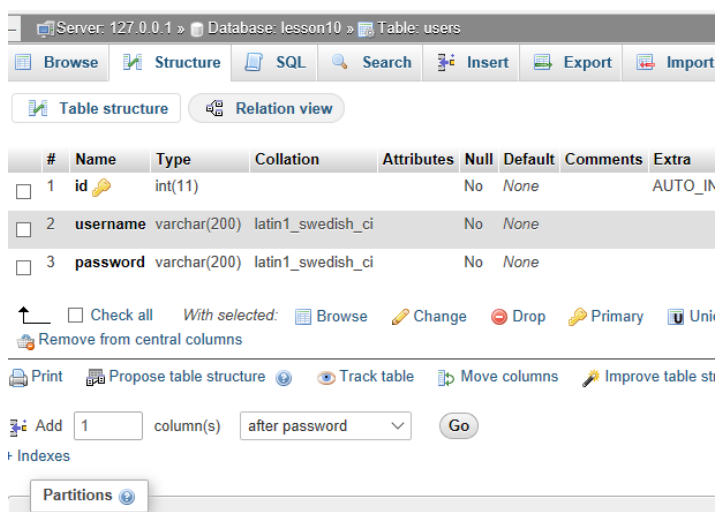 Server: 127.0.0.1 » Database: lesson10 » Table: users
Browse Structure SQL Search Insert Export Import
Table structure Relation view
# Name Type Collation Attributes Null Default Comments Extra
1 id int(11) No None AUTO_IN
2 username varchar(200) latin1_swedish_ci No None
3 password varchar(200) latin1_swedish_ci No None
Check all With selected: Browse Change Drop Primary Uni
Remove from central columns
Print Propose table structure Track table Move columns Improve table str
Add 1 column(s) after password Go
+ Indexes
Partitions